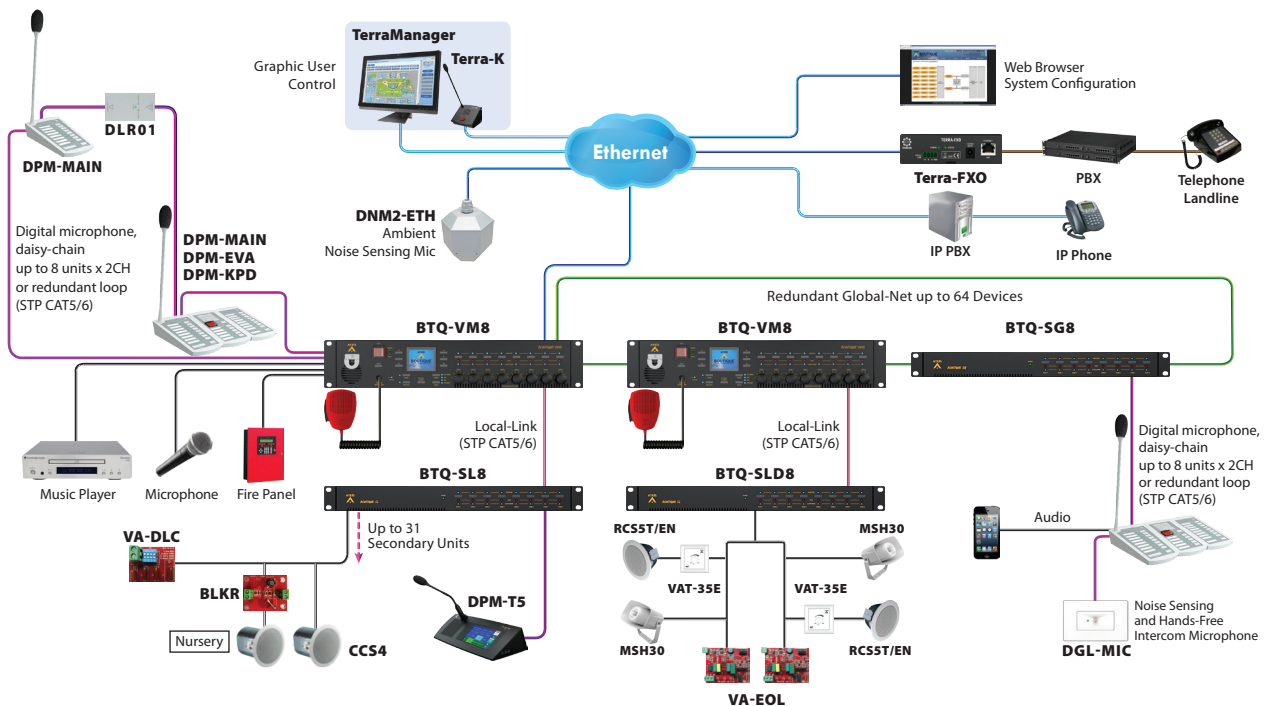 TerraManager
Terra-K
Graphic User
Control
Web Browser
System Configuration
DLR01
DPM-MAIN
Ethernet
TERRA-FXO
Terra-FXO
PBX
Telephone
Landline
DNM2-ETH
Ambient
Noise Sensing Mic
IP PBX
IP Phone
Digital microphone,
daisy-chain
up to 8 units x 2CH
or redundant loop
(STP CAT5/6)
DPM-MAIN
DPM-EVA
DPM-KPD
Redundant Global-Net up to 64 Devices
BTQ-VM8
BTQ-VM8
BTQ-SG8
BOUTIQUE
BOUTIQUE
Local-Link
(STP CAT5/6)
Local-Link
(STP CAT5/6)
Digital microphone,
daisy-chain
up to 8 units x 2CH
or redundant loop
(STP CAT5/6)
Music Player
Microphone
Fire Panel
BTQ-SL8
BTQ-SLD8
Up to 31
Secondary Units
VA-DLC
BLKR
Nursery
CCS4
DPM-T5
RCS5T/EN
MSH30
VAT-35E
VAT-35E
MSH30
RCS5T/EN
VA-EOL
Audio
Noise Sensing
and Hands-Free
Intercom Microphone
DGL-MIC